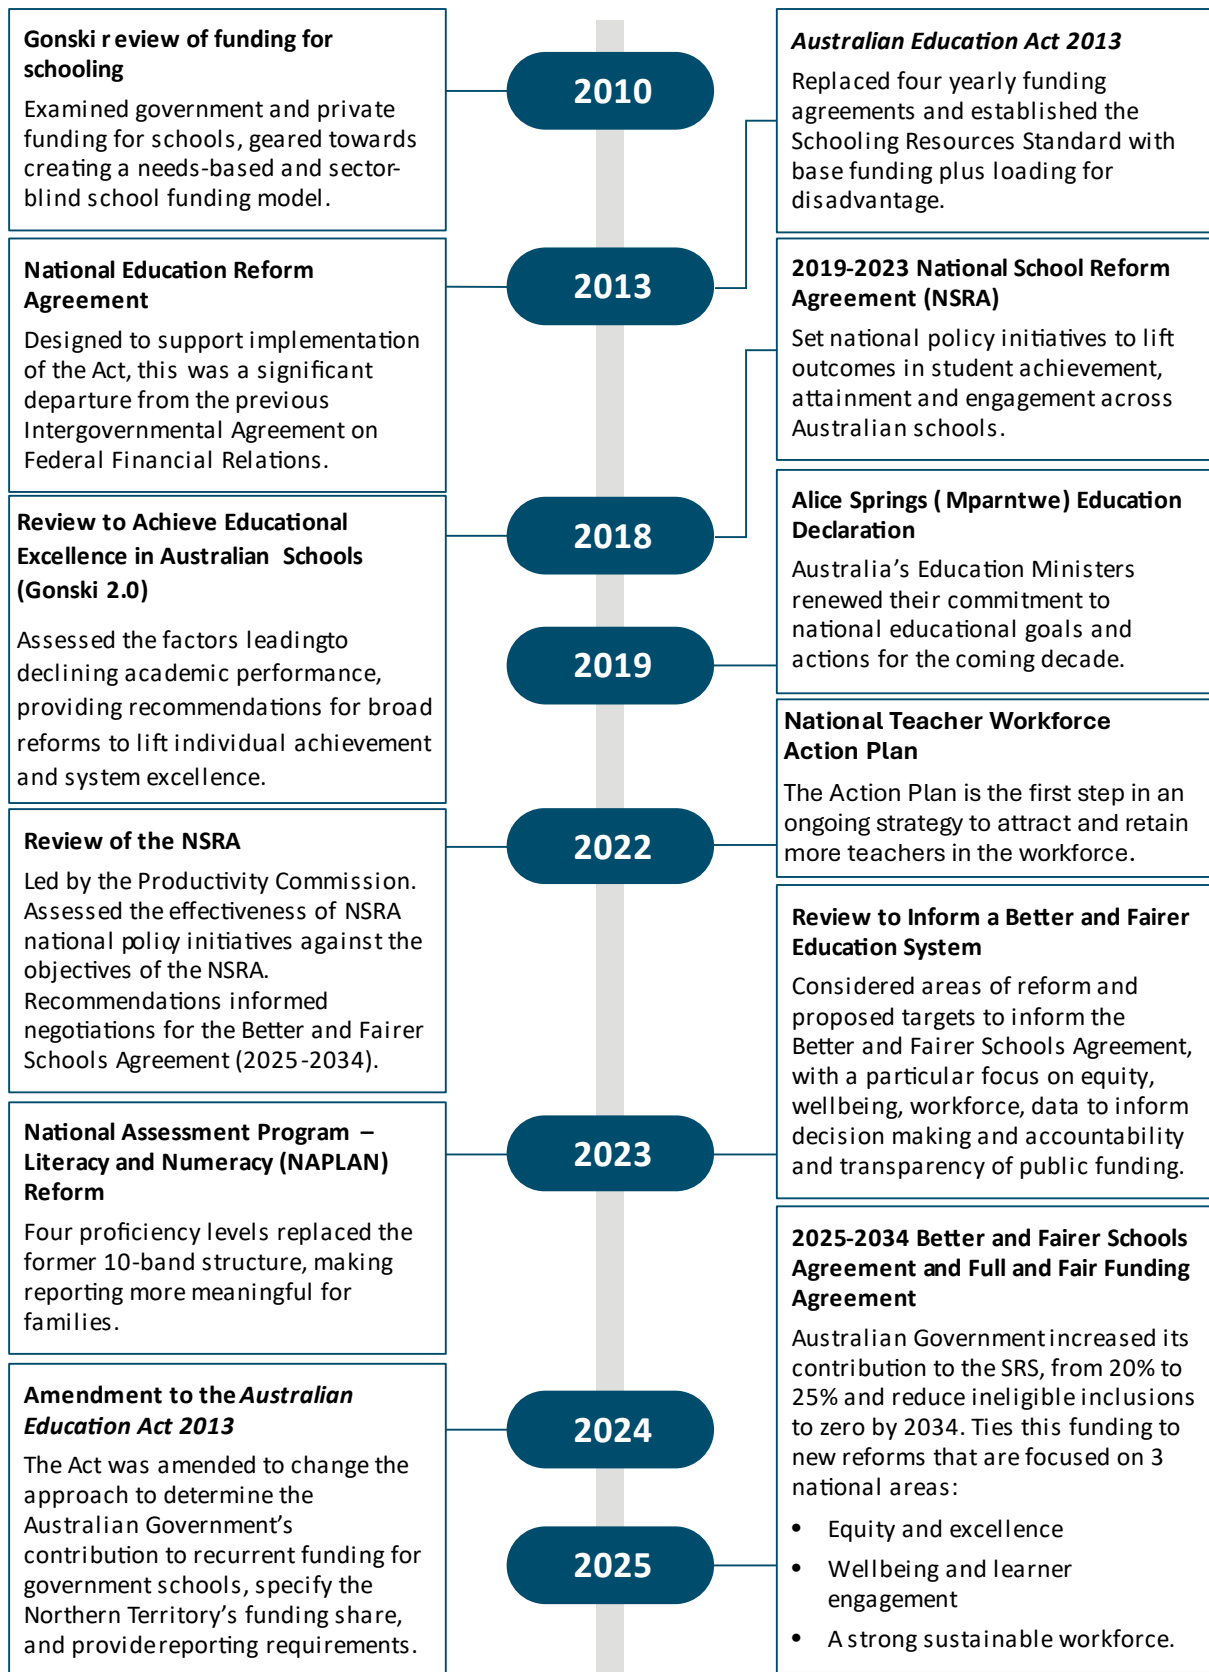 Gonski review of funding for
schooling
Examined government and private
funding for schools, geared towards
creating a needs-based and sector-
blind school funding model.
2010
Australian Education Act 2013
Replaced four yearly funding
agreements and established the
Schooling Resources Standard with
base funding plus loading for
disadvantage.
National Education Reform
Agreement
Designed to support implementation
of the Act, this was a significant
departure from the previous
Intergovernmental Agreement on
Federal Financial Relations.
2013
2019-2023 National School Reform
Agreement (NSRA)
Set national policy initiatives to lift
outcomes in student achievement,
attainment and engagement across
Australian schools.
Review to Achieve Educational
Excellence in Australian Schools
(Gonski 2.0)
Assessed the factors leadingto
declining academic performance,
providing recommendations for broad
reforms to lift individual achievement
and system excellence.
2018
Alice Springs (Mparntwe) Education
Declaration
Australia's Education Ministers
renewed their commitment to
national educational goals and
actions for the coming decade.
2019
National Teacher Workforce
Action Plan
The Action Plan is the first step in an
ongoing strategy to attract and retain
more teachers in the workforce.
Review of the NSRA
Led by the Productivity Commission.
Assessed the effectiveness of NSRA
national policy initiatives against the
objectives of the NSRA.
Recommendations informed
negotiations for the Better and Fairer
Schools Agreement (2025-2034).
2022
Review to Inform a Better and Fairer
Education System
Considered areas of reform and
proposed targets to inform the
Better and Fairer Schools Agreement,
with a particular focus on equity,
wellbeing, workforce, data to inform
decision making and accountability
and transparency of public funding.
National Assessment Program –
Literacy and Numeracy (NAPLAN)
Reform
Four proficiency levels replaced the
former 10-band structure, making
reporting more meaningful for
families.
2023
2025-2034 Better and Fairer Schools
Agreement and Full and Fair Funding
Agreement
Australian Government increased its
contribution to the SRS, from 20% to
25% and reduce ineligible inclusions
to zero by 2034. Ties this funding to
new reforms that are focused on 3
national areas:
• Equity and excellence
• Wellbeing and learner
engagement
• A strong sustainable workforce.
Amendment to the Australian
Education Act 2013
The Act was amended to change the
approach to determine the
Australian Government's
contribution to recurrent funding for
government schools, specify the
Northern Territory's funding share,
and provide reporting requirements.
2024
2025